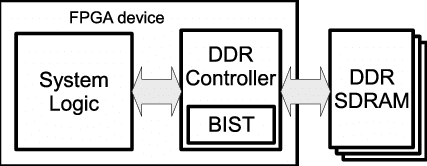 FPGA device
System
Logic
DDR
Controller
BIST
DDR
SDRAM